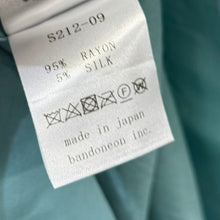 S212-09
95% RAYON
5% SILK
made in japan
bandoneon inc.